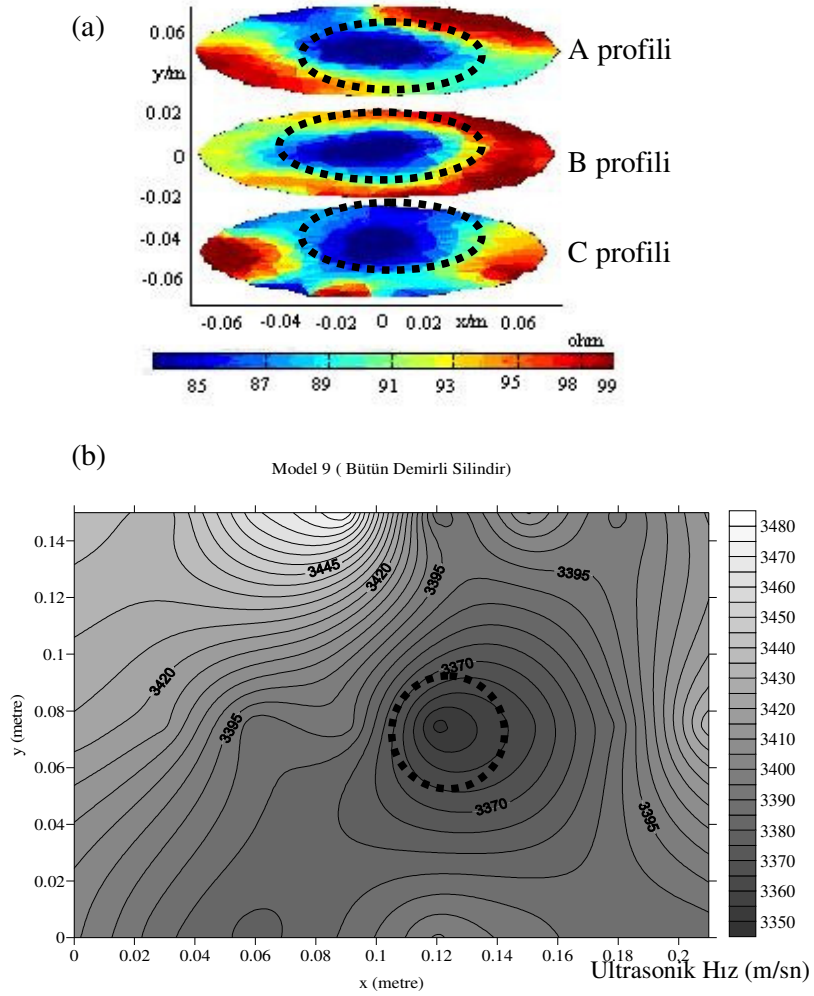 (a)
0.06
y/m
0.02
0
-0.02
-0.04
-0.06
A profili
B profili
C profili
-0.06 -0.04 -0.02 0 0.02 x/m 0.06
ohm
85 87 89 91 93 95 98 99
(b)
Model 9 ( Bütün Demirli Silindir)
0.14
0.12
0.1
0.08
0.06
0.04
0.02
0
y (metre)
3445
3420
3395
3395
3420
3395
3370
3370
3395
0 0.02 0.04 0.06 0.08 0.1 0.12 0.14 0.16 0.18 0.2
x (metre)
3480
3470
3460
3450
3440
3430
3420
3410
3400
3390
3380
3370
3360
3350
Ultrasonik Hız (m/sn)